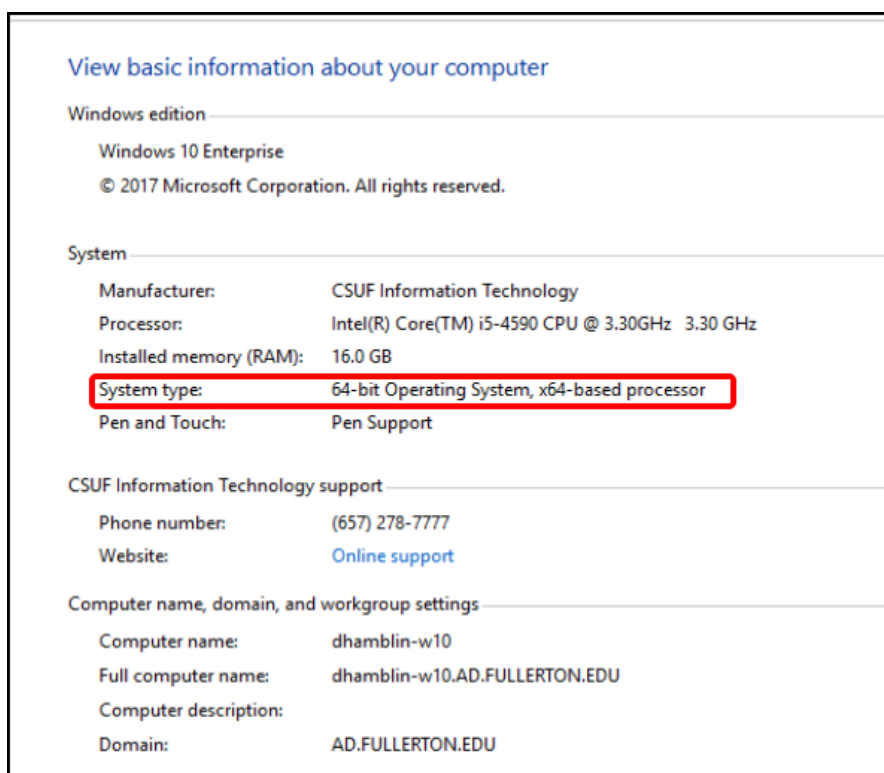 View basic information about your computer
Windows edition
Windows 10 Enterprise
© 2017 Microsoft Corporation. All rights reserved.
System
Manufacturer: CSUF Information Technology
Processor: Intel(R) Core(TM) i5-4590 CPU @ 3.30GHz 3.30 GHz
Installed memory (RAM): 16.0 GB
System type: 64-bit Operating System, x64-based processor
Pen and Touch: Pen Support
CSUF Information Technology support
Phone number: (657) 278-7777
Website: Online support
Computer name, domain, and workgroup settings
Computer name: dhamblin-w10
Full computer name: dhamblin-w10.AD.FULLERTON.EDU
Computer description:
Domain: AD.FULLERTON.EDU